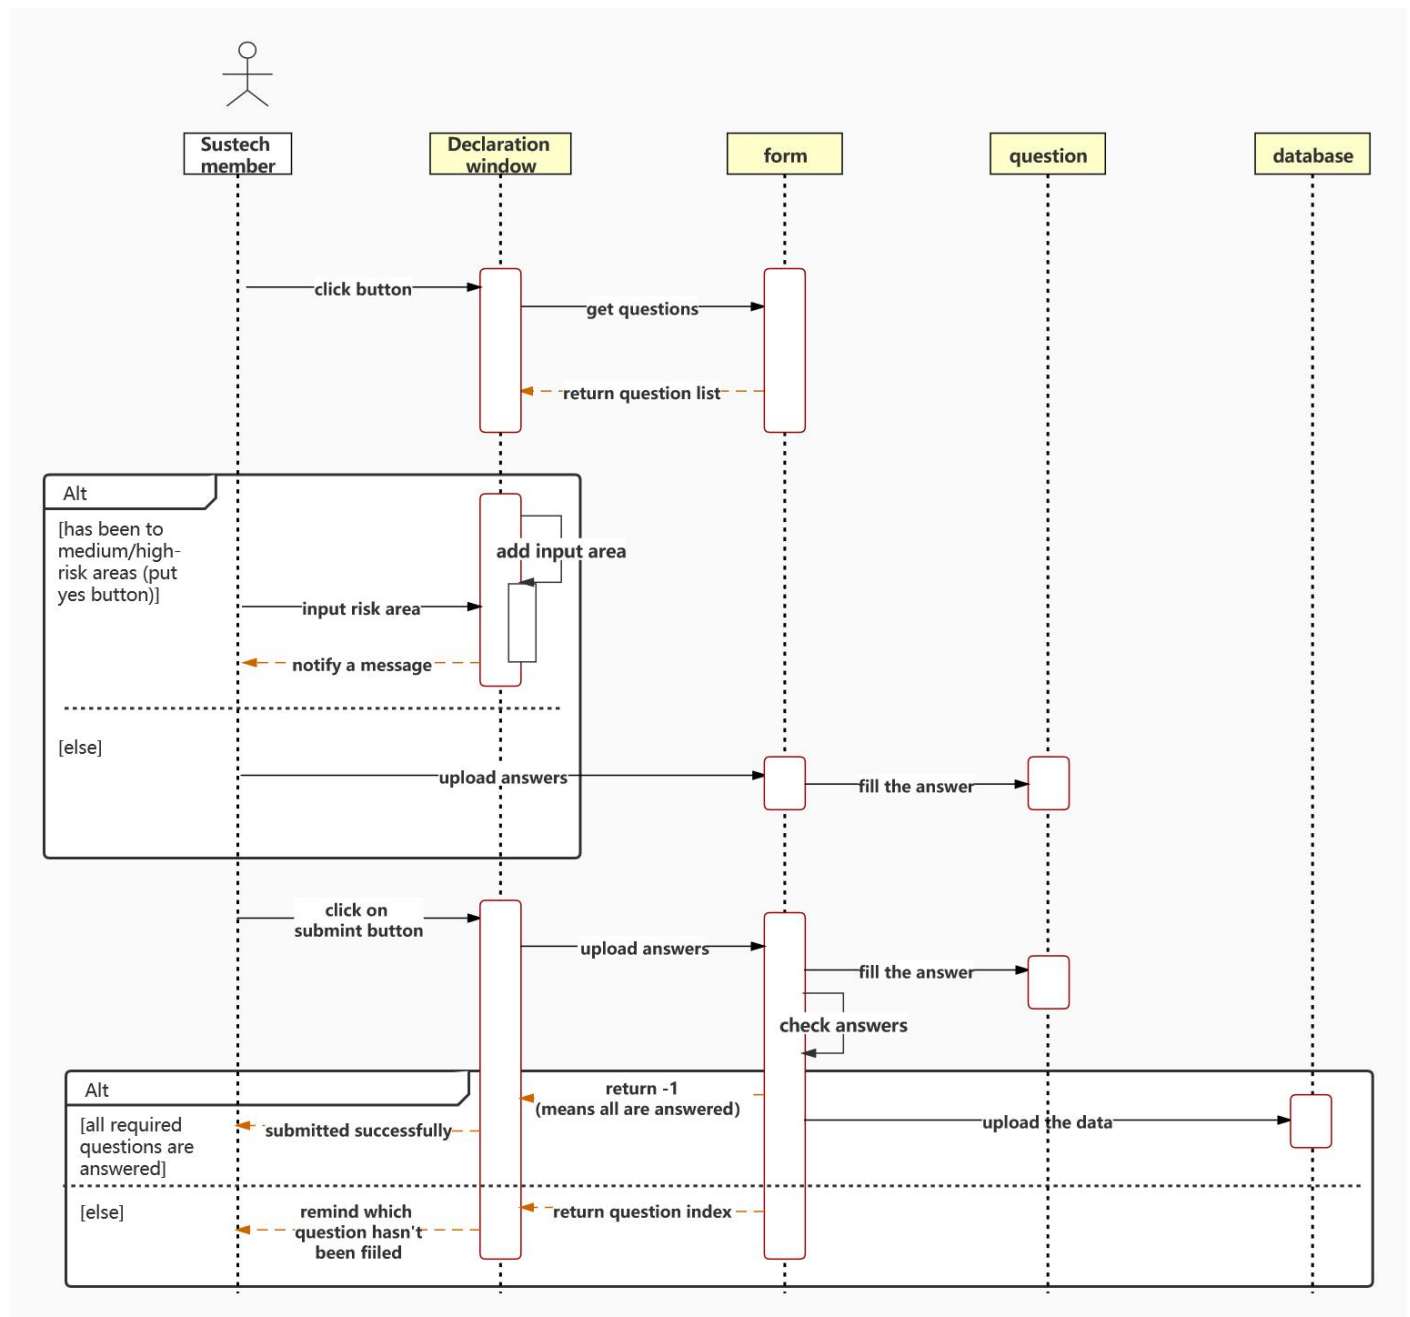 Sustech
member
Declaration
window
form
question
database
click button
get questions
return question list
Alt
[has been to
medium/high-
risk areas (put
yes button)]
add input area
input risk area
notify a message
[else]
upload answers
fill the answer
click on
submint button
upload answers
fill the answer
check answers
Alt
[all required
questions are
answered]
return -1
(means all are answered)
submitted successfully
upload the data
[else]
return question index
remind which
question hasn't
been fiiled